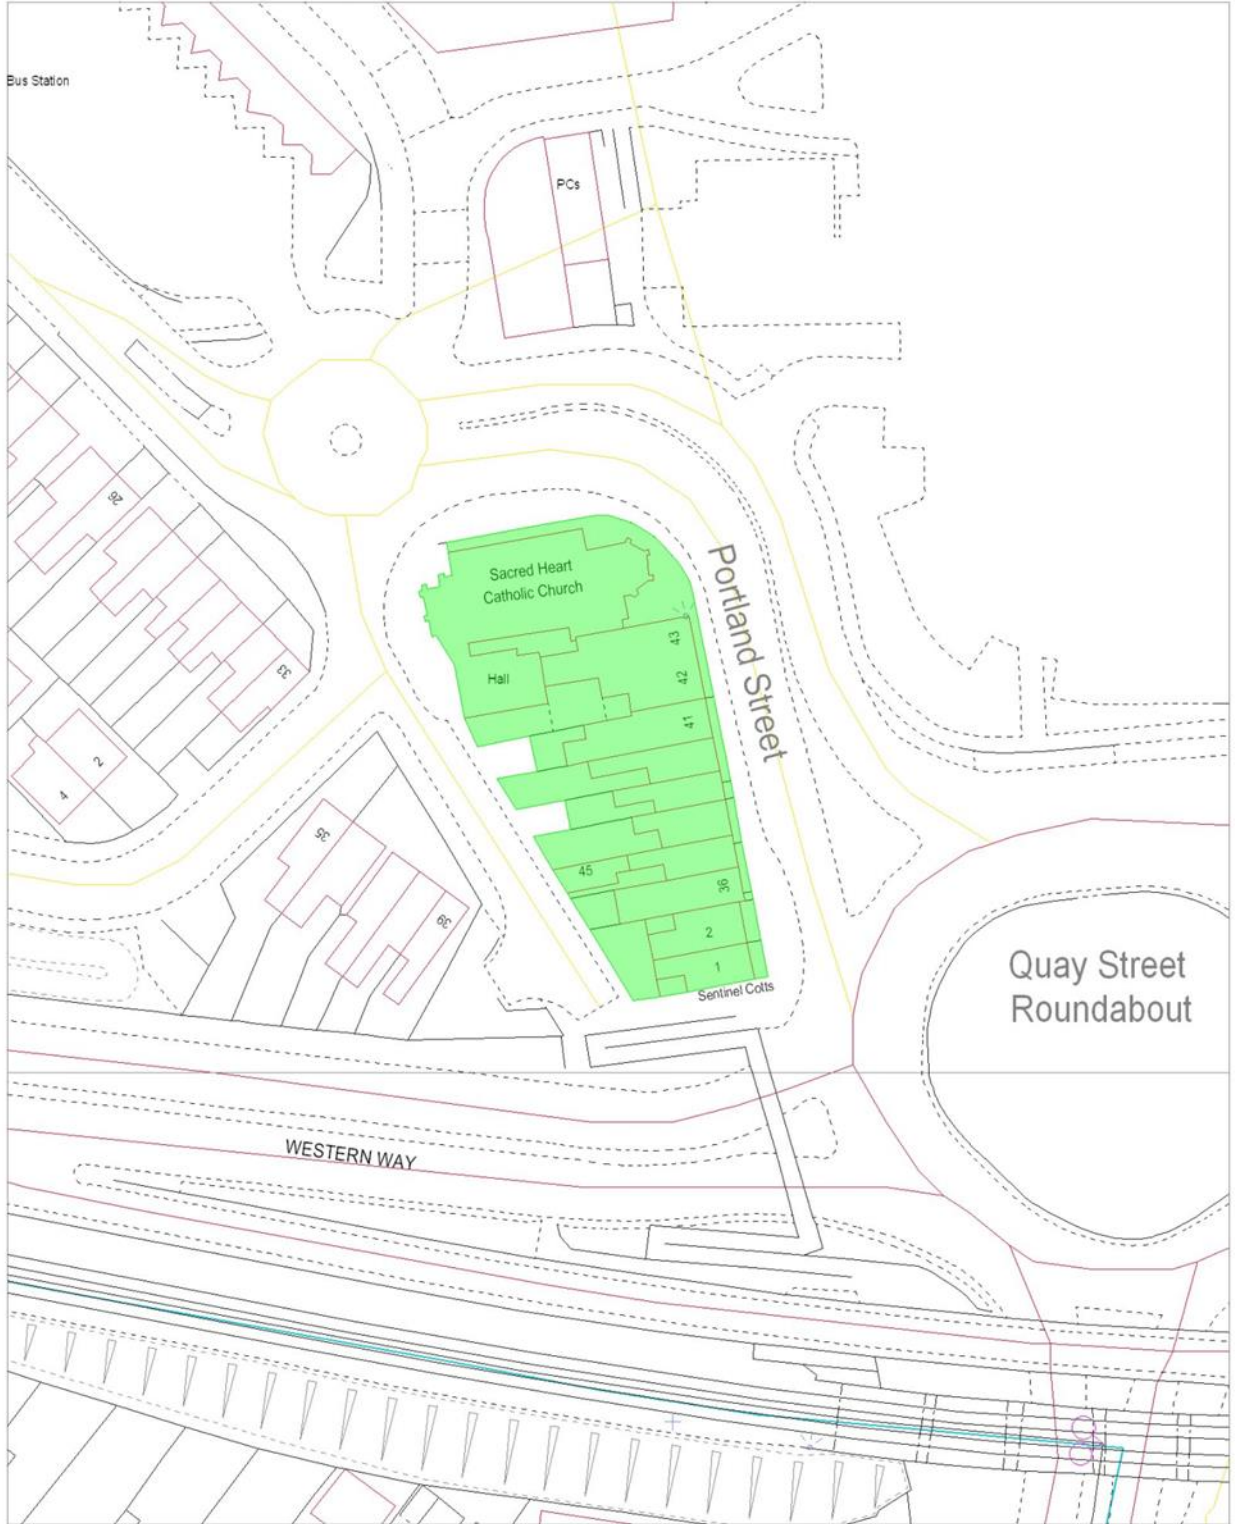 Bus Station
PCs
26
Sacred Heart
Catholic Church
Portland Street
43
33
Hall
42
41
2
4
35
45
36
39
2
1
Sentinel Cotts
Quay Street
Roundabout
WESTERN WAY